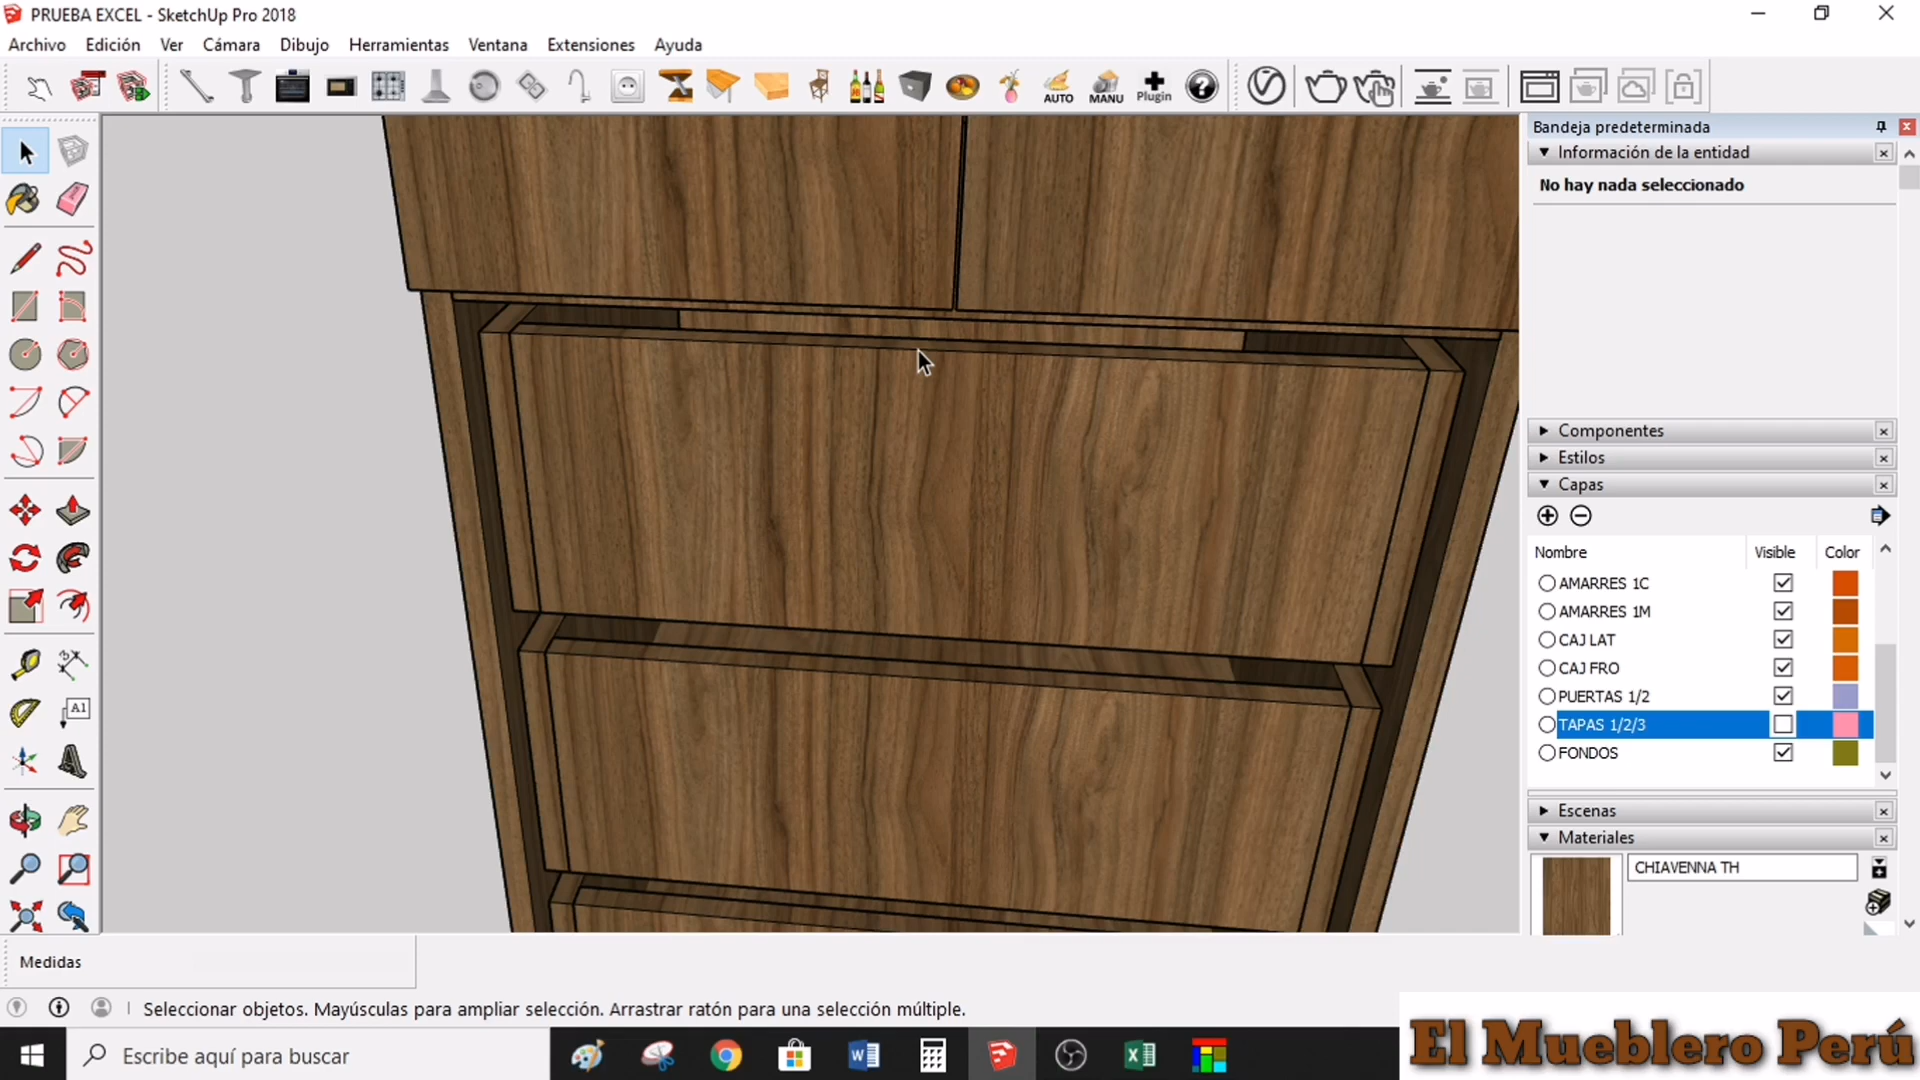 PRUEBA EXCEL - SketchUp Pro 2018
Archivo Edición Ver Cámara Dibujo Herramientas Ventana Extensiones Ayuda
AUTO MANU Plugin
Bandeja predeterminada
Información de la entidad
No hay nada seleccionado
Componentes
Estilos
Capas
Nombre Visible Color
AMARRES 1C
AMARRES 1M
CAJ LAT
CAJ FRO
PUERTAS 1/2
TAPAS 1/2/3
FONDOS
Escenas
Materiales
CHIAVENNA TH
A1
Medidas
Seleccionar objetos. Mayúsculas para ampliar selección. Arrastrar ratón para una selección múltiple.
Escribe aquí para buscar
El Mueblero Perú